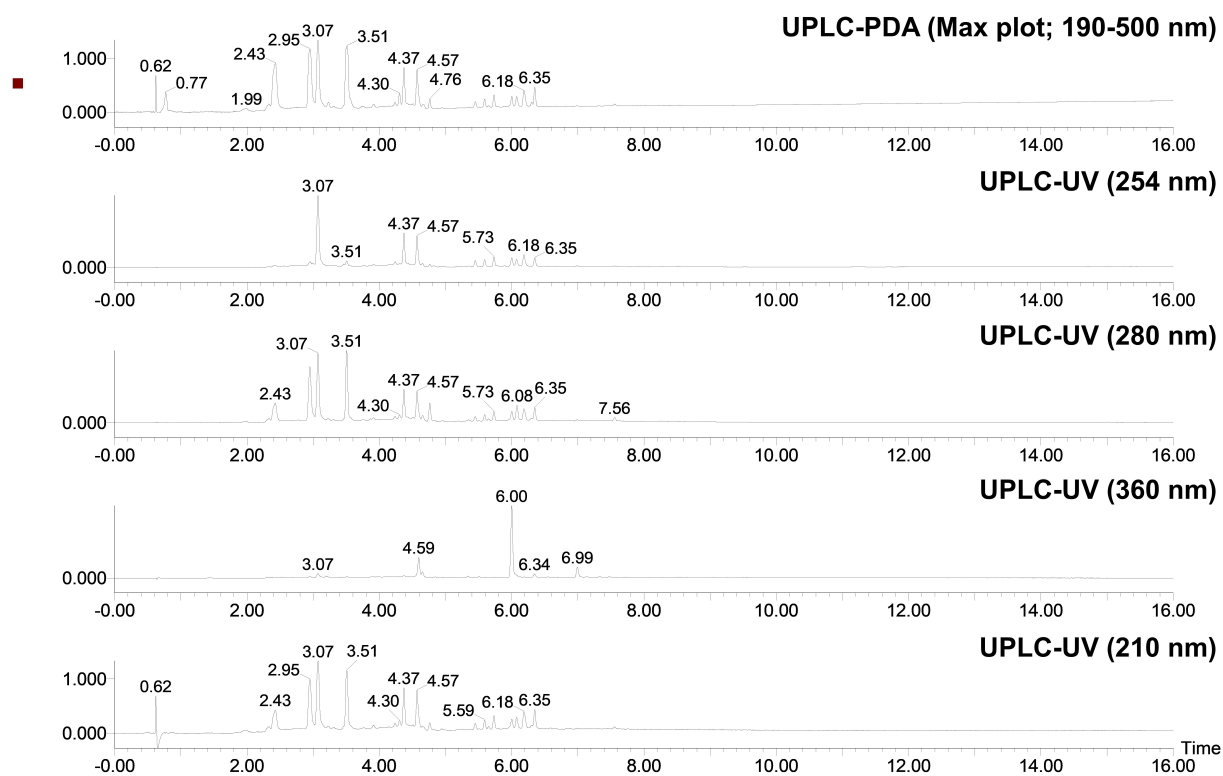 UPLC-PDA (Max plot; 190-500 nm)
3.07
2.95 3.51
2.43
1.000 0.62 4.37 4.57
0.77 4.30 4.76 6.18 6.35
1.99
0.000
-0.00 2.00 4.00 6.00 8.00 10.00 12.00 14.00 16.00
UPLC-UV (254 nm)
3.07
4.37 4.57
3.51 5.73 6.18 6.35
0.000
-0.00 2.00 4.00 6.00 8.00 10.00 12.00 14.00 16.00
UPLC-UV (280 nm)
3.07 3.51
2.43 4.37 4.57 5.73 6.08 6.35
4.30 7.56
0.000
-0.00 2.00 4.00 6.00 8.00 10.00 12.00 14.00 16.00
UPLC-UV (360 nm)
6.00
4.59
3.07 6.34 6.99
0.000
-0.00 2.00 4.00 6.00 8.00 10.00 12.00 14.00 16.00
UPLC-UV (210 nm)
3.07 3.51
2.95
1.000 0.62 4.37 4.57
2.43 4.30 5.59 6.18 6.35
0.000
Time
-0.00 2.00 4.00 6.00 8.00 10.00 12.00 14.00 16.00